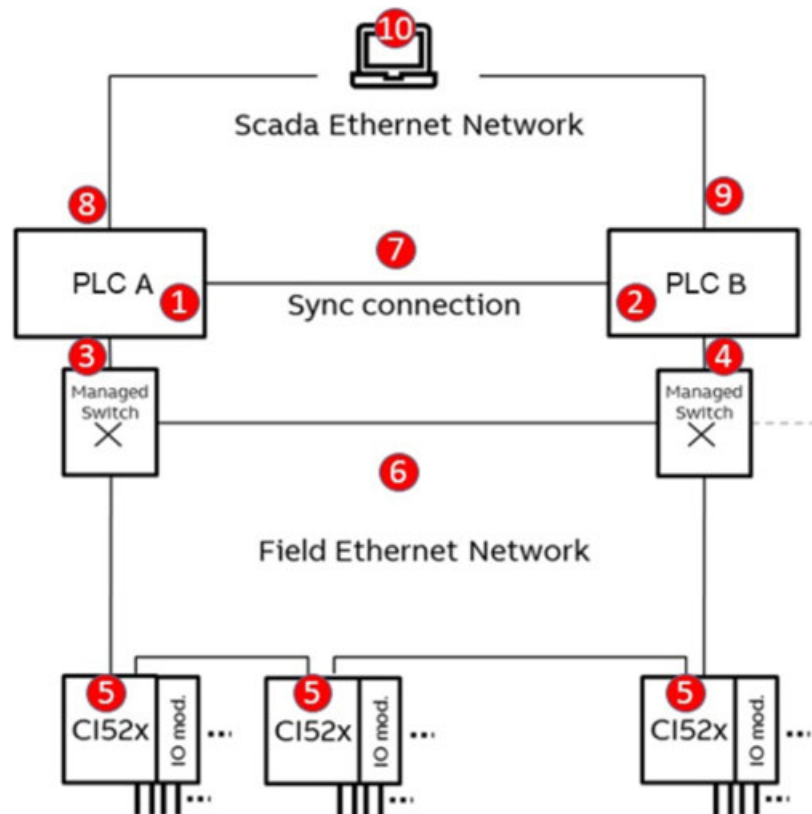 10
Scada Ethernet Network
8
9
7
PLC A
PLC B
1
2
Sync connection
3
4
Managed
Switch
Managed
Switch
6
Field Ethernet Network
5
5
5
CI52x
IO mod.
CI52x
IO mod.
CI52x
IO mod.